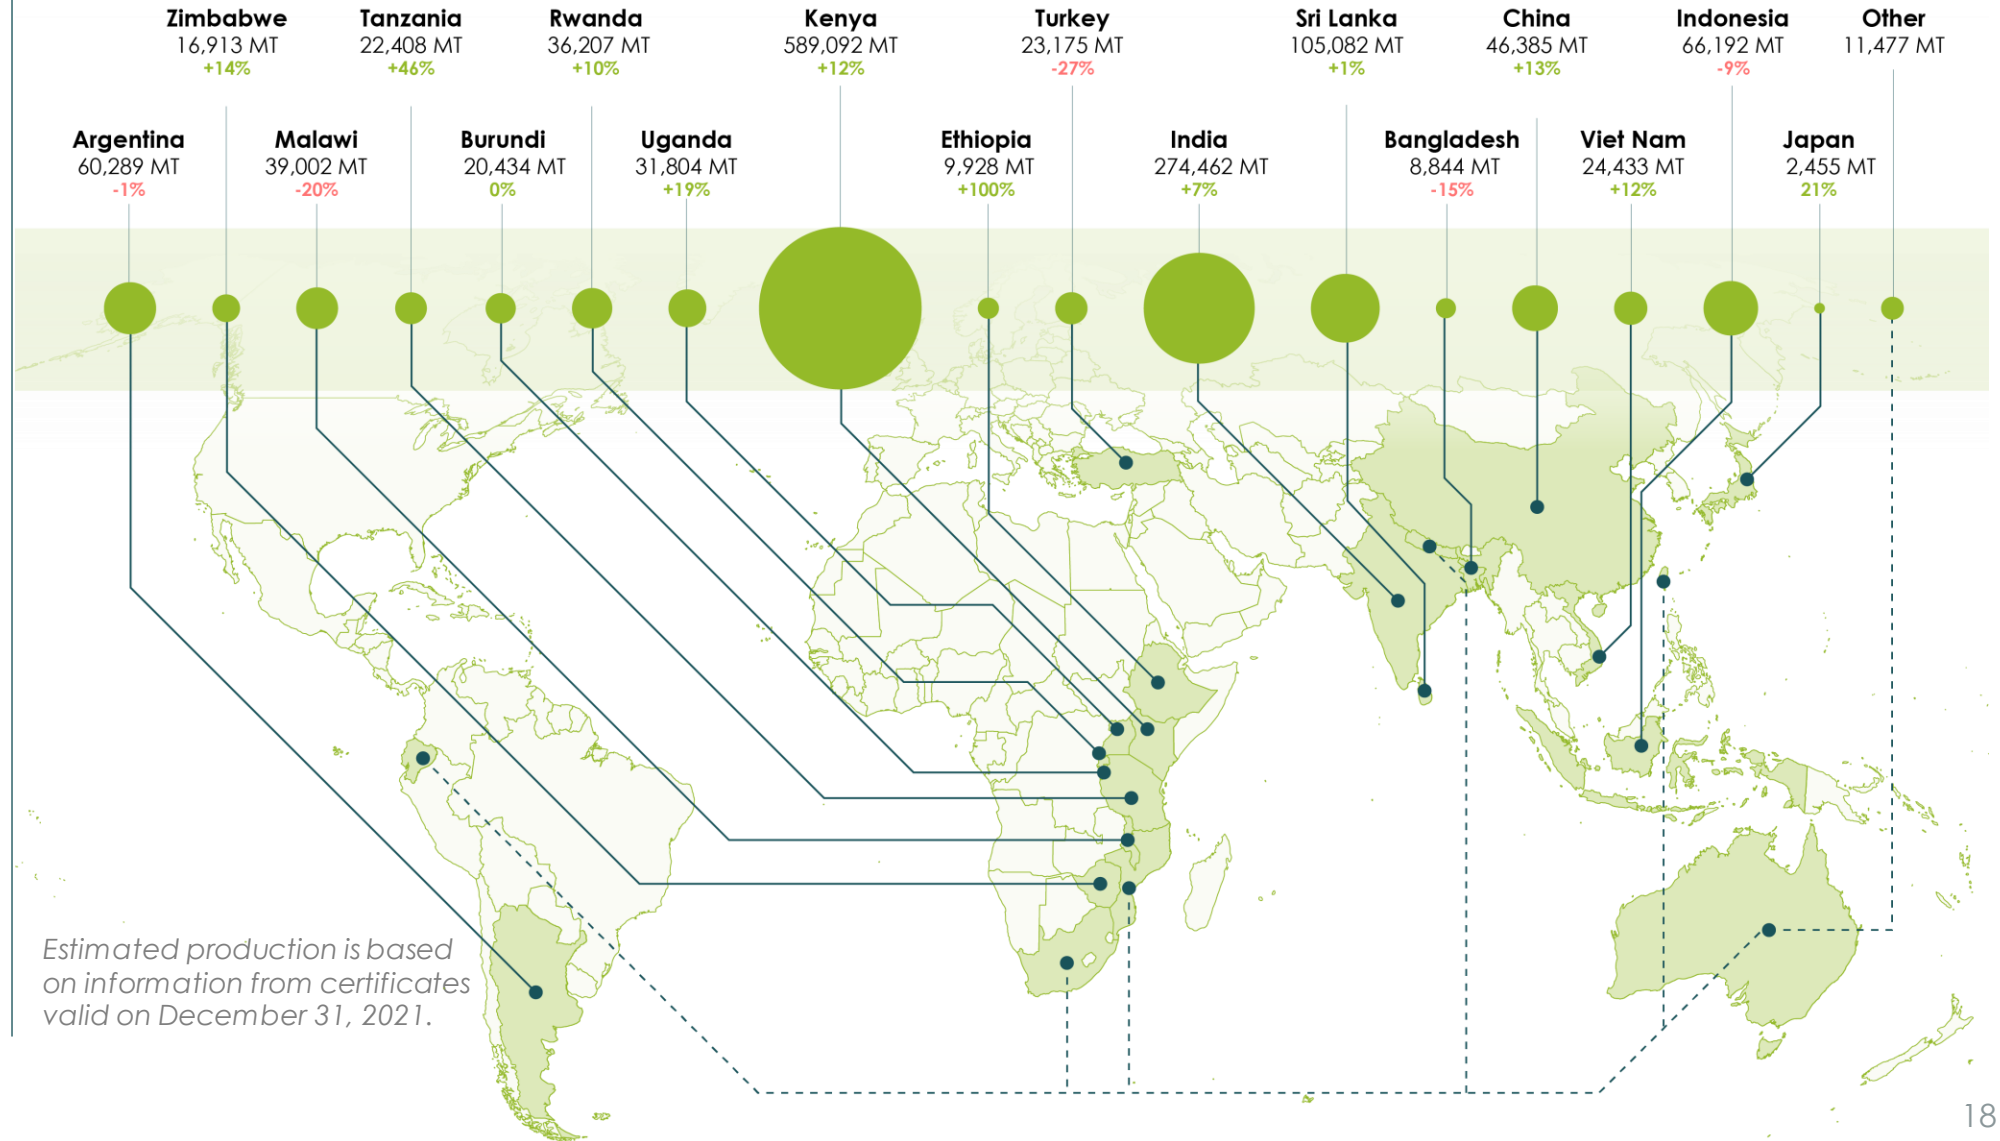 Zimbabwe
16,913 MT
+14%
Tanzania
22,408 MT
+46%
Rwanda
36,207 MT
+10%
Kenya
589,092 MT
+12%
Turkey
23,175 MT
-27%
Sri Lanka
105,082 MT
+1%
China
46,385 MT
+13%
Indonesia
66,192 MT
-9%
Other
11,477 MT
Argentina
60,289 MT
-1%
Malawi
39,002 MT
-20%
Burundi
20,434 MT
0%
Uganda
31,804 MT
+19%
Ethiopia
9,928 MT
+100%
India
274,462 MT
+7%
Bangladesh
8,844 MT
-15%
Viet Nam
24,433 MT
+12%
Japan
2,455 MT
21%
Estimated production is based
on information from certificates
valid on December 31, 2021.
18